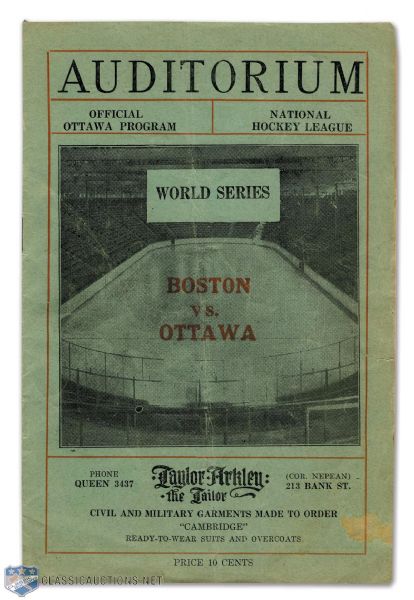 AUDITORIUM
OFFICIAL
OTTAWA PROGRAM
NATIONAL
HOCKEY LEAGUE
WORLD SERIES
BOSTON
VS.
OTTAWA
PHONE
QUEEN 3437
Taylor-Arkley:
the Tailor
(COR. NEPEAN)
213 BANK ST.
CIVIL AND MILITARY GARMENTS MADE TO ORDER
"CAMBRIDGE"
READY-TO-WEAR SUITS AND OVERCOATS
PRICE 10 CENTS
CLASSICAUCTIONS.NET